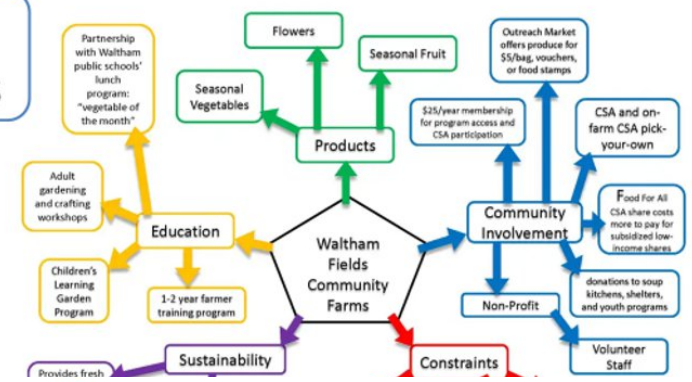 Partnership
with Waltham
public schools'
lunch
program:
"vegetable of
the month"
Flowers
Seasonal Fruit
Seasonal
Vegetables
Products
Outreach Market
offers produce for
$5/bag, vouchers,
or food stamps
$25/year membership
for program access and
CSA participation
CSA and on-
farm CSA pick-
your-own
Adult
gardening
and crafting
workshops
Education
Children's
Learning
Garden
Program
1-2 year farmer
training program
Waltham
Fields
Community
Farms
Community
Involvement
Food For All
CSA share costs
more to pay for
subsidized low-
income shares
donations to soup
kitchens, shelters,
and youth programs
Non-Profit
Volunteer
Staff
Sustainability
Constraints
Provides fresh